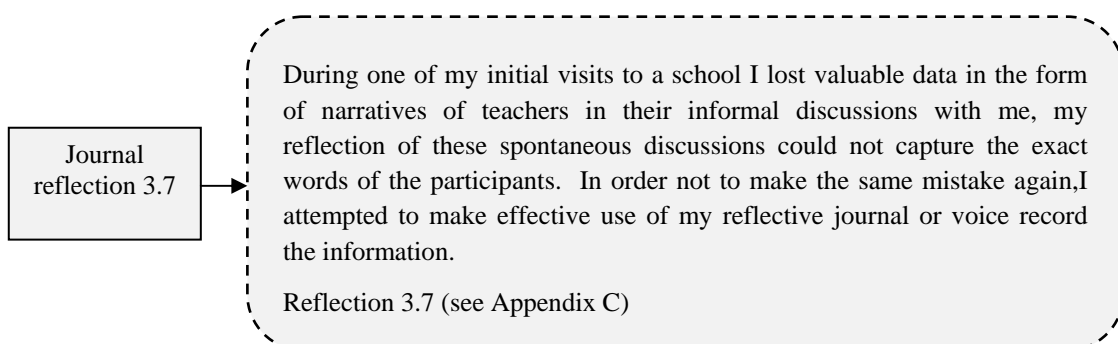 Journal
reflection 3.7
During one of my initial visits to a school I lost valuable data in the form
of narratives of teachers in their informal discussions with me, my
reflection of these spontaneous discussions could not capture the exact
words of the participants. In order not to make the same mistake again,I
attempted to make effective use of my reflective journal or voice record
the information.
Reflection 3.7 (see Appendix C)